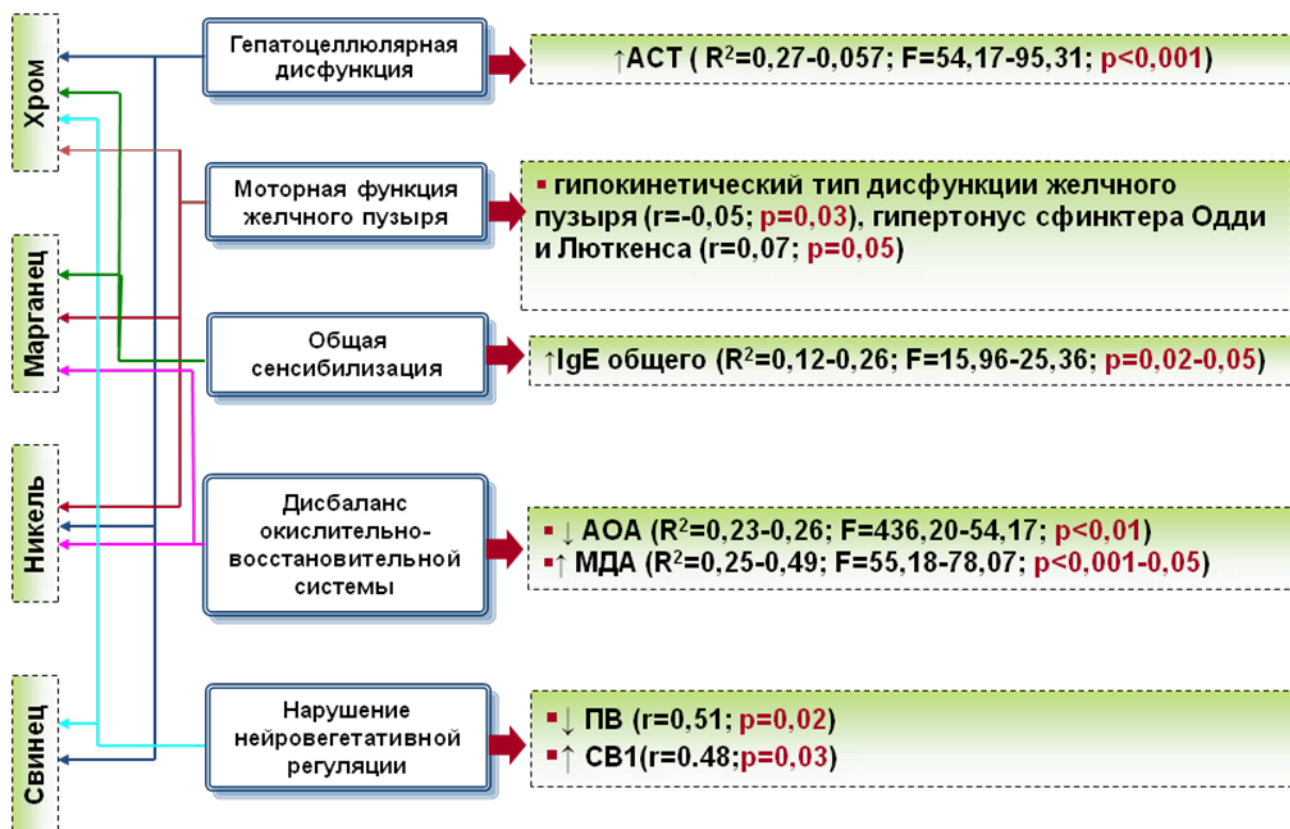 Хром
Марганец
Никель
Свинец
Гепатоцеллюлярная
дисфункция
↑АСТ ( R²=0,27-0,057; F=54,17-95,31; p<0,001)
Моторная функция
желчного пузыря
▪ гипокинетический тип дисфункции желчного
пузыря (r=-0,05; p=0,03), гипертонус сфинктера Одди
и Люткенса (r=0,07; p=0,05)
Общая
сенсибилизация
↑IgE общего (R²=0,12-0,26; F=15,96-25,36; p=0,02-0,05)
Дисбаланс
окислительно-
восстановительной
системы
▪↓ АОА (R²=0,23-0,26; F=436,20-54,17; p<0,01)
▪↑ МДА (R²=0,25-0,49; F=55,18-78,07; p<0,001-0,05)
Нарушение
нейровегетативной
регуляции
▪↓ ПВ (r=0,51; p=0,02)
▪↑ СВ1(r=0.48;p=0,03)